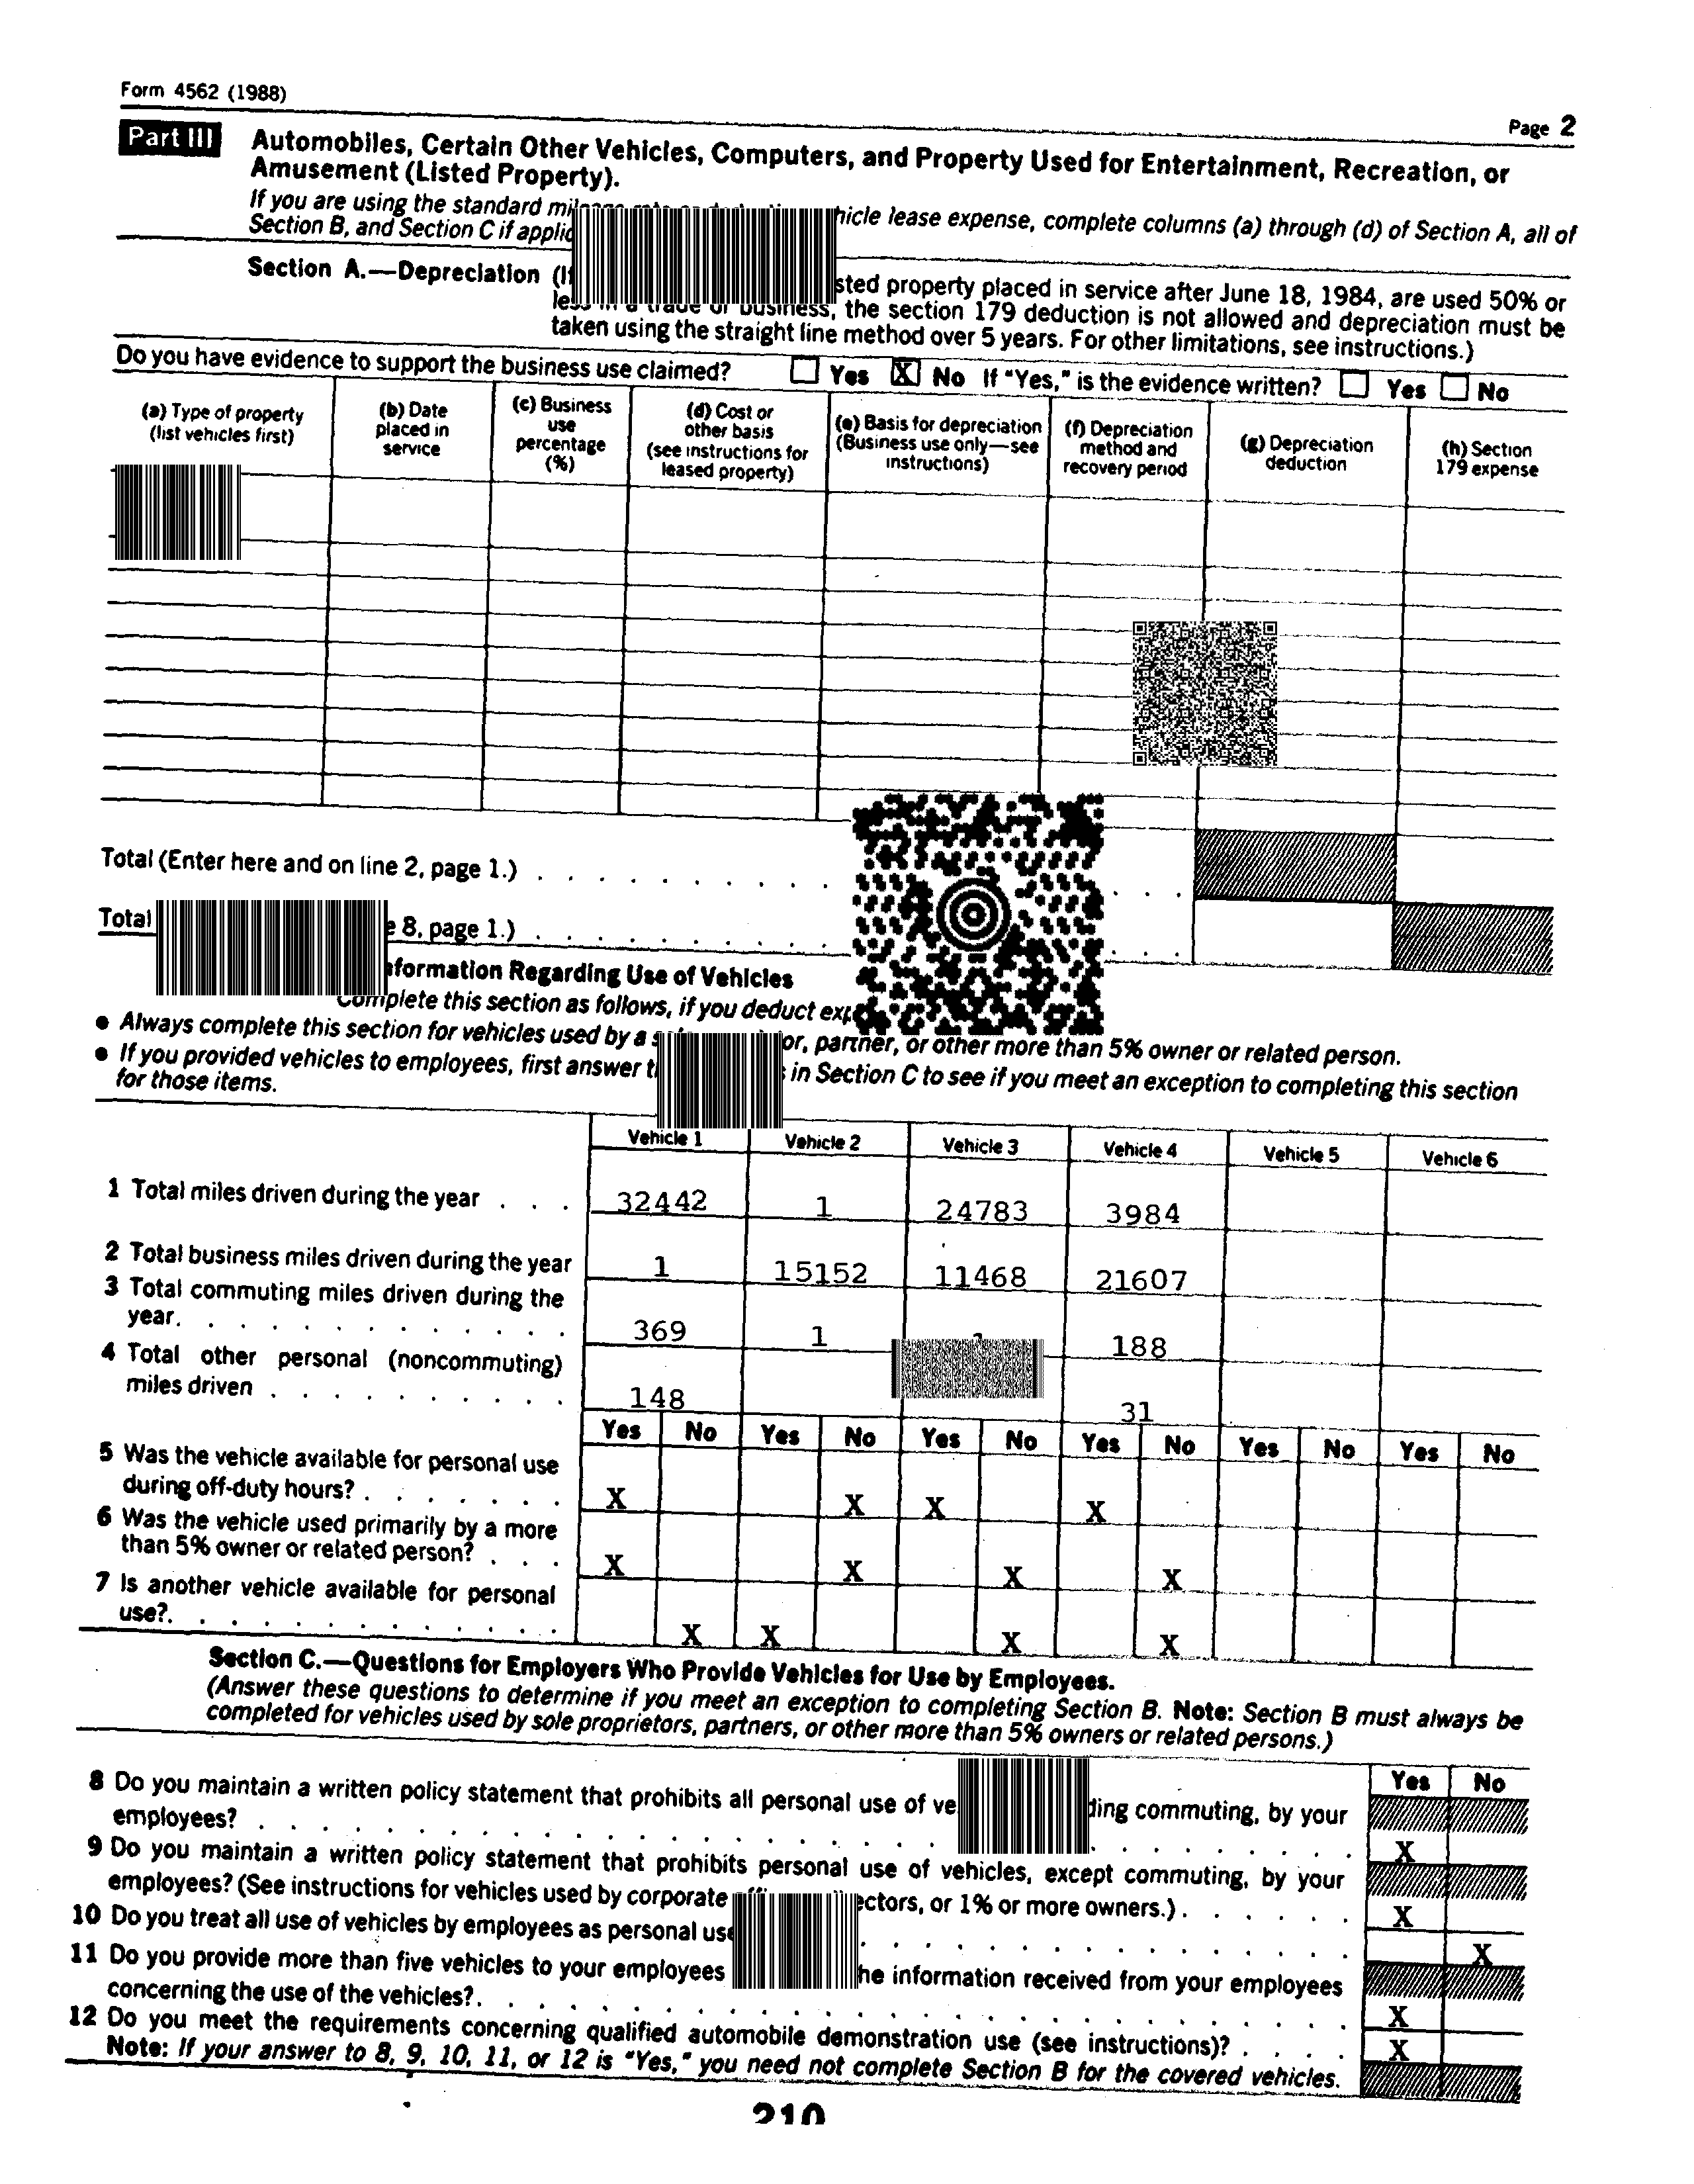 Form 4562 (1988)
Page 2
Part III Automobiles, Certain Other Vehicles, Computers, and Property Used for Entertainment, Recreation, or
Amusement (Listed Property).
If you are using the standard hicle lease expense, complete columns (a) through (d) of Section A, all of
Section B, and Section C if applic
Section A.—Depreciation (If sted property placed in service after June 18, 1984, are used 50% or
less in a trade or business, the section 179 deduction is not allowed and depreciation must be
taken using the straight line method over 5 years. For other limitations, see instructions.)
Do you have evidence to support the business use claimed? Yes X No If "Yes," is the evidence written? Yes No
(a) Type of property
(list vehicles first)
(b) Date
placed in
service
(c) Business
use
percentage
(%)
(d) Cost or
other basis
(see instructions for
leased property)
(e) Basis for depreciation
(Business use only—see
instructions)
(f) Depreciation
method and
recovery period
(g) Depreciation
deduction
(h) Section
179 expense
Total (Enter here and on line 2, page 1.) . . . . . . . . . . .
Total e 8, page 1.) . . . . . . . . . . .
nformation Regarding Use of Vehicles
Complete this section as follows, if you deduct exp
● Always complete this section for vehicles used by a or, partner, or other more than 5% owner or related person.
● If you provided vehicles to employees, first answer in Section C to see if you meet an exception to completing this section
for those items.
Vehicle 1 Vehicle 2 Vehicle 3 Vehicle 4 Vehicle 5 Vehicle 6
1 Total miles driven during the year . . . 32442 1 24783 3984
2 Total business miles driven during the year 1 15152 11468 21607
3 Total commuting miles driven during the
year. . . . . . . . . . . . . 369 1 188
4 Total other personal (noncommuting)
miles driven . . . . . . . . . . 148 31
Yes No Yes No Yes No Yes No Yes No Yes No
5 Was the vehicle available for personal use
during off-duty hours? . . . . . . . X X X X
6 Was the vehicle used primarily by a more
than 5% owner or related person? . . . X X X X
7 Is another vehicle available for personal
use?. . . . . . . . . . . . . X X X X
Section C.—Questions for Employers Who Provide Vehicles for Use by Employees.
(Answer these questions to determine if you meet an exception to completing Section B. Note: Section B must always be
completed for vehicles used by sole proprietors, partners, or other more than 5% owners or related persons.)
Yes No
8 Do you maintain a written policy statement that prohibits all personal use of ve ding commuting, by your
employees? . . . . . . . . . . . . . . . . . . . . . . . . X
9 Do you maintain a written policy statement that prohibits personal use of vehicles, except commuting, by your
employees? (See instructions for vehicles used by corporate ectors, or 1% or more owners.) . . . . . . X
10 Do you treat all use of vehicles by employees as personal use . . . . . . . . . . . . . . X
11 Do you provide more than five vehicles to your employees he information received from your employees
concerning the use of the vehicles?. . . . . . . . . . . . . . . . . . . . . . X
12 Do you meet the requirements concerning qualified automobile demonstration use (see instructions)? . . . . X
Note: If your answer to 8, 9, 10, 11, or 12 is "Yes," you need not complete Section B for the covered vehicles.
210